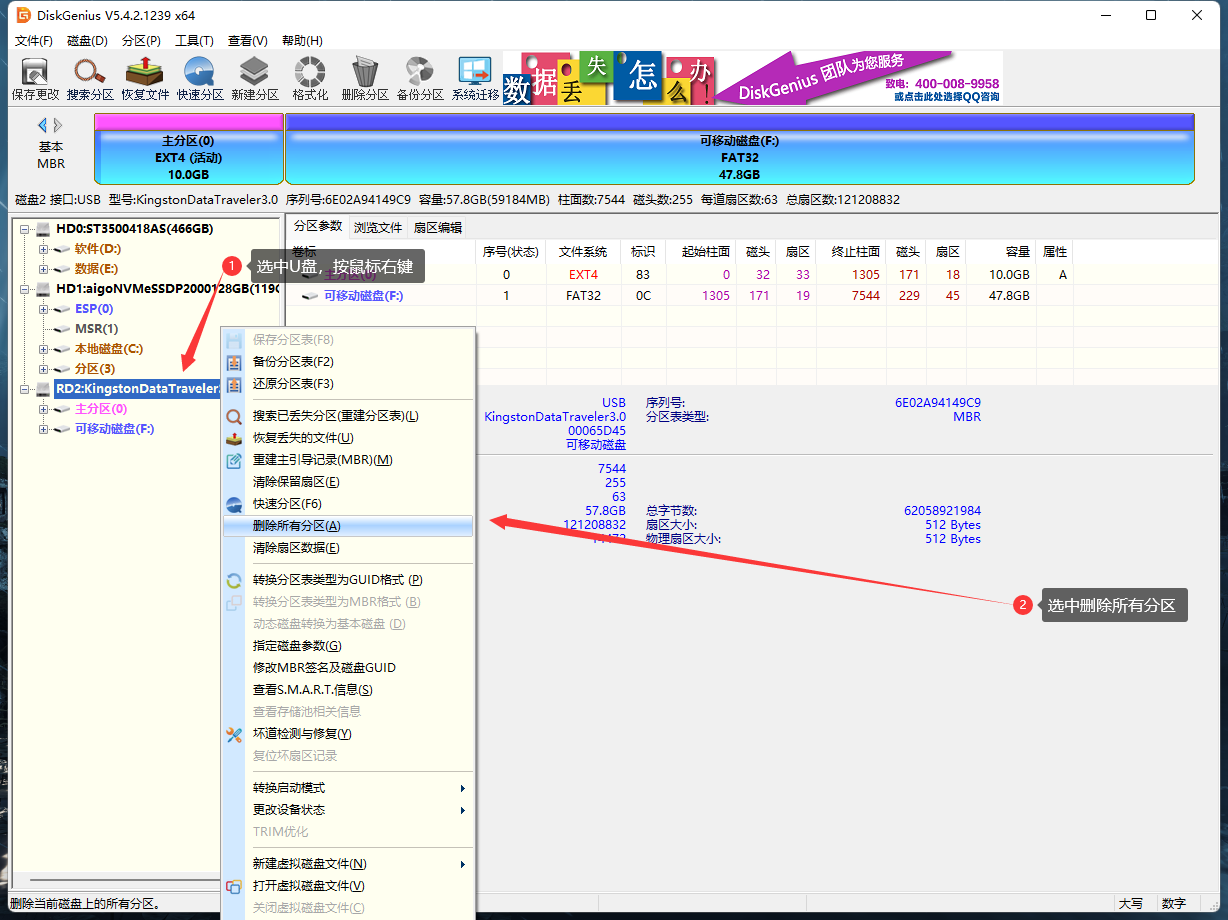 DiskGenius V5.4.2.1239 x64
文件(F) 磁盘(D) 分区(P) 工具(T) 查看(V) 帮助(H)
保存更改 搜索分区 恢复文件 快速分区 新建分区 格式化 删除分区 备份分区 系统迁移
数据丢失怎么办!
DiskGenius 团队为您服务
致电: 400-008-9958
或点击此处选择QQ咨询
基本
MBR
主分区(0)
EXT4 (活动)
10.0GB
可移动磁盘(F:)
FAT32
47.8GB
磁盘2 接口:USB 型号:KingstonDataTraveler3.0 序列号:6E02A94149C9 容量:57.8GB(59184MB) 柱面数:7544 磁头数:255 每道扇区数:63 总扇区数:121208832
HD0:ST3500418AS(466GB)
软件(D:)
数据(E:)
HD1:aigoNVMeSSDP2000128GB(119G
ESP(0)
MSR(1)
本地磁盘(C:)
分区(3)
RD2:KingstonDataTraveler
主分区(0)
可移动磁盘(F:)
1 选中U盘，按鼠标右键
分区参数 浏览文件 扇区编辑
卷标 序号(状态) 文件系统 标识 起始柱面 磁头 扇区 终止柱面 磁头 扇区 容量 属性
主分区(0) 0 EXT4 83 0 32 33 1305 171 18 10.0GB A
可移动磁盘(F:) 1 FAT32 0C 1305 171 19 7544 229 45 47.8GB
USB 序列号: 6E02A94149C9
KingstonDataTraveler3.0 分区表类型: MBR
00065D45
可移动磁盘
7544
255
63
57.8GB 总字节数: 62058921984
121208832 扇区大小: 512 Bytes
物理扇区大小: 512 Bytes
保存分区表(F8)
备份分区表(F2)
还原分区表(F3)
搜索已丢失分区(重建分区表)(L)
恢复丢失的文件(U)
重建主引导记录(MBR)(M)
清除保留扇区(E)
快速分区(F6)
删除所有分区(A)
清除扇区数据(E)
转换分区表类型为GUID格式 (P)
转换分区表类型为MBR格式 (B)
动态磁盘转换为基本磁盘 (D)
指定磁盘参数(G)
修改MBR签名及磁盘GUID
查看S.M.A.R.T.信息(S)
查看存储池相关信息
坏道检测与修复(Y)
复位坏扇区记录
转换启动模式
更改设备状态
TRIM优化
新建虚拟磁盘文件(N)
打开虚拟磁盘文件(V)
关闭虚拟磁盘文件(C)
2 选中删除所有分区
删除当前磁盘上的所有分区。 大写 数字